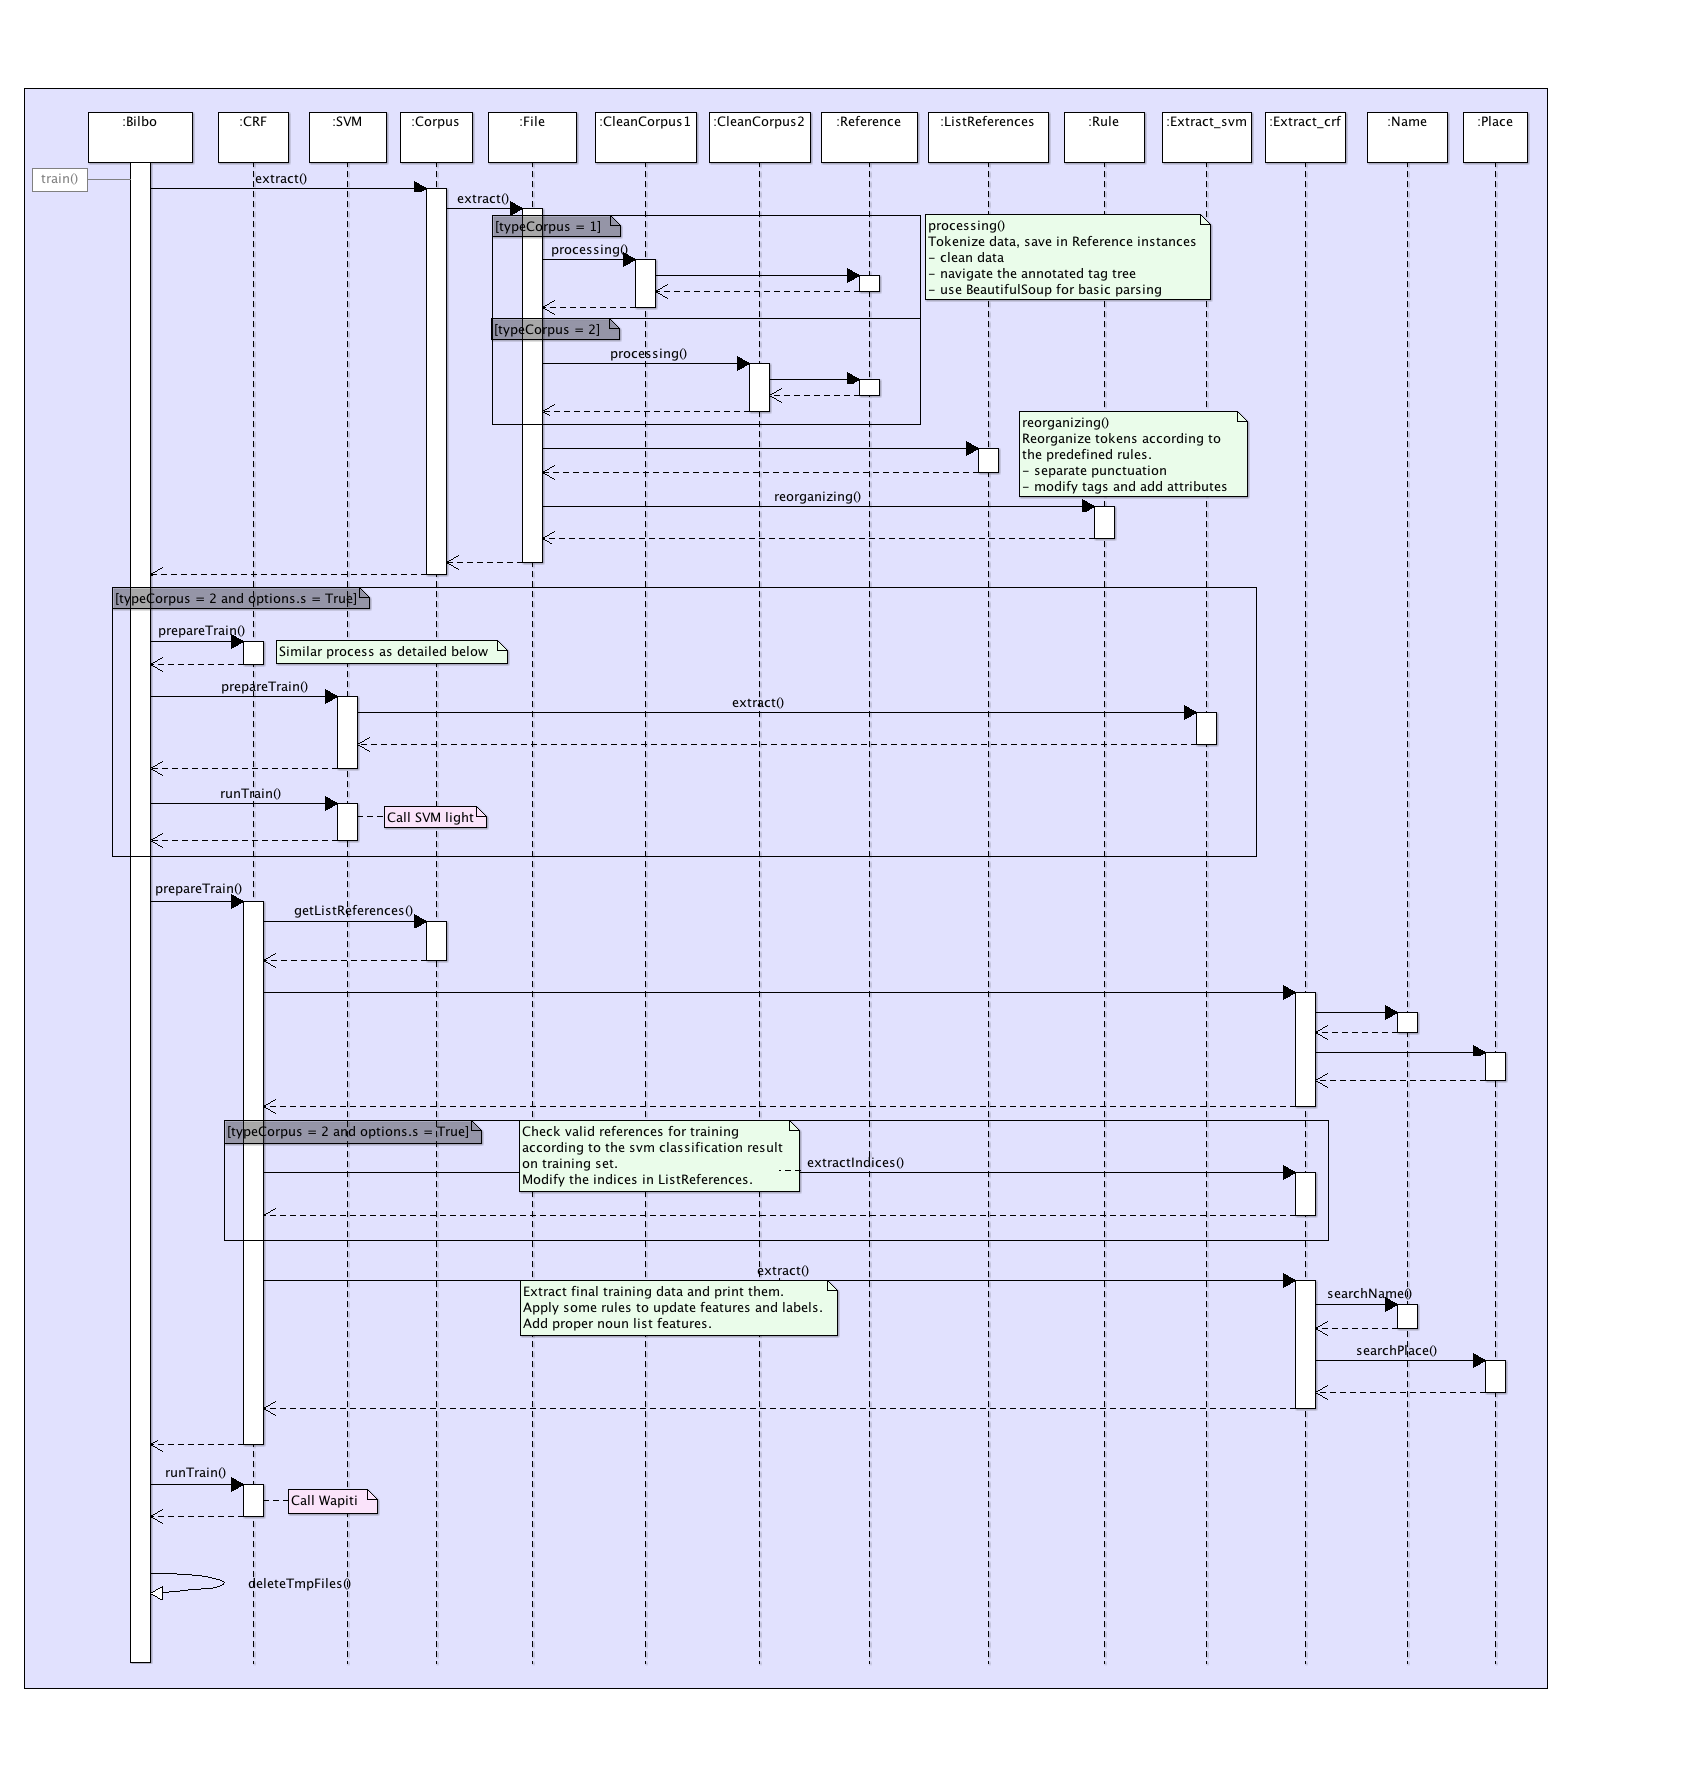 :Bilbo
:CRF
:SVM
:Corpus
:File
:CleanCorpus1
:CleanCorpus2
:Reference
:ListReferences
:Rule
:Extract_svm
:Extract_crf
:Name
:Place
train()
extract()
extract()
[typeCorpus = 1]
processing()
processing()
Tokenize data, save in Reference instances
- clean data
- navigate the annotated tag tree
- use BeautifulSoup for basic parsing
[typeCorpus = 2]
processing()
reorganizing()
Reorganize tokens according to
the predefined rules.
- separate punctuation
- modify tags and add attributes
reorganizing()
[typeCorpus = 2 and options.s = True]
prepareTrain()
Similar process as detailed below
prepareTrain()
extract()
runTrain()
Call SVM light
prepareTrain()
getListReferences()
[typeCorpus = 2 and options.s = True]
Check valid references for training
according to the svm classification result
on training set.
Modify the indices in ListReferences.
extractIndices()
extract()
Extract final training data and print them.
Apply some rules to update features and labels.
Add proper noun list features.
searchName()
searchPlace()
runTrain()
Call Wapiti
deleteTmpFiles()